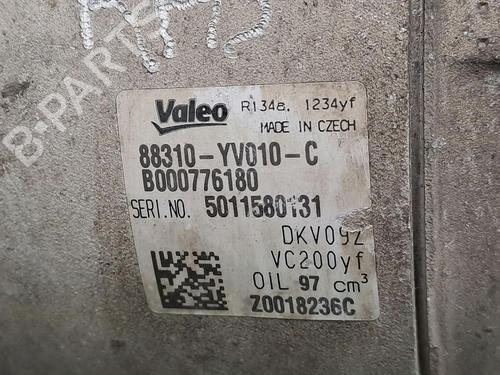 B-PARTS
Valeo R134a, 1234yf
MADE IN CZECH
88310-YV010-C
B000776180
SERI.NO. 5011580131
DKV09Z
VC200yf
OIL 97 cm³
Z0018236C